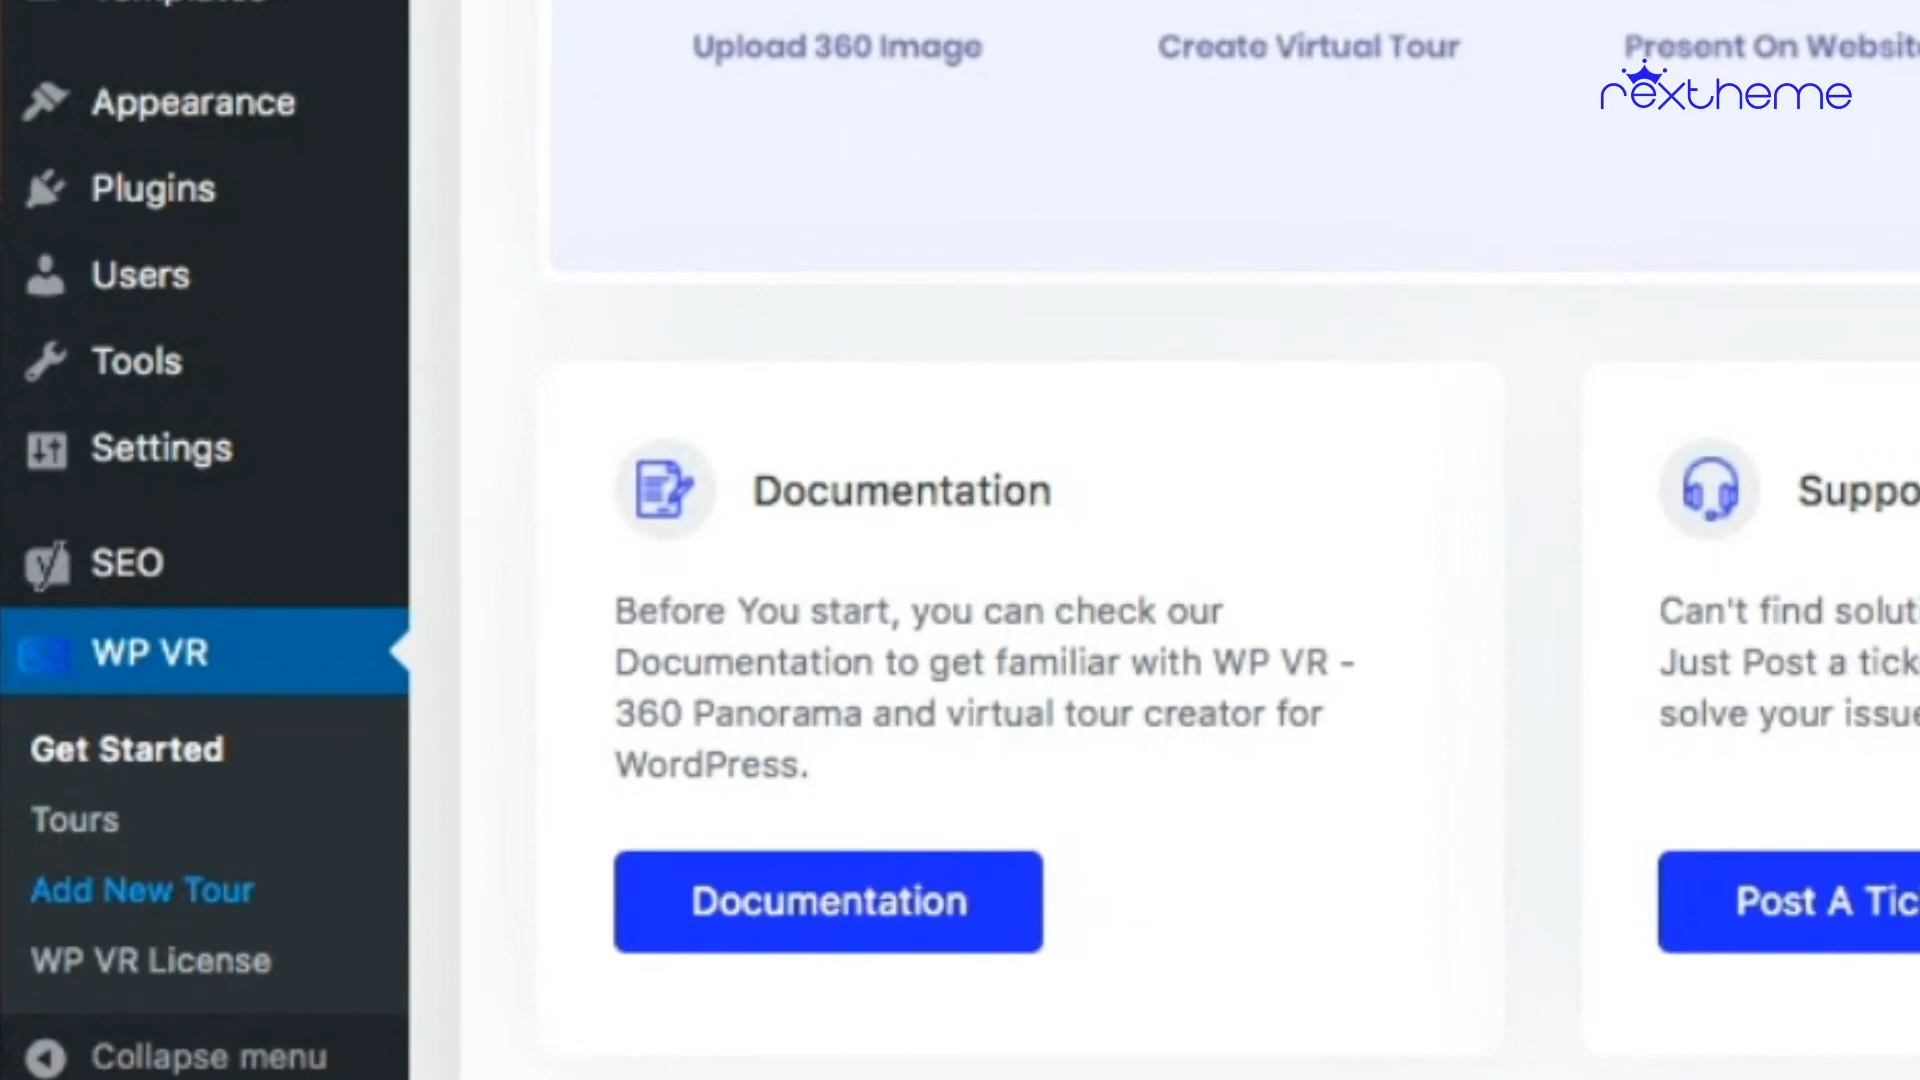 Appearance
Plugins
Users
Tools
Settings
SEO
WP VR
Get Started
Tours
Add New Tour
WP VR License
Collapse menu
Upload 360 Image
Create Virtual Tour
Present On Website
rextheme
Documentation
Before You start, you can check our
Documentation to get familiar with WP VR -
360 Panorama and virtual tour creator for
WordPress.
Documentation
Suppo
Can't find soluti
Just Post a tick
solve your issue
Post A Tic